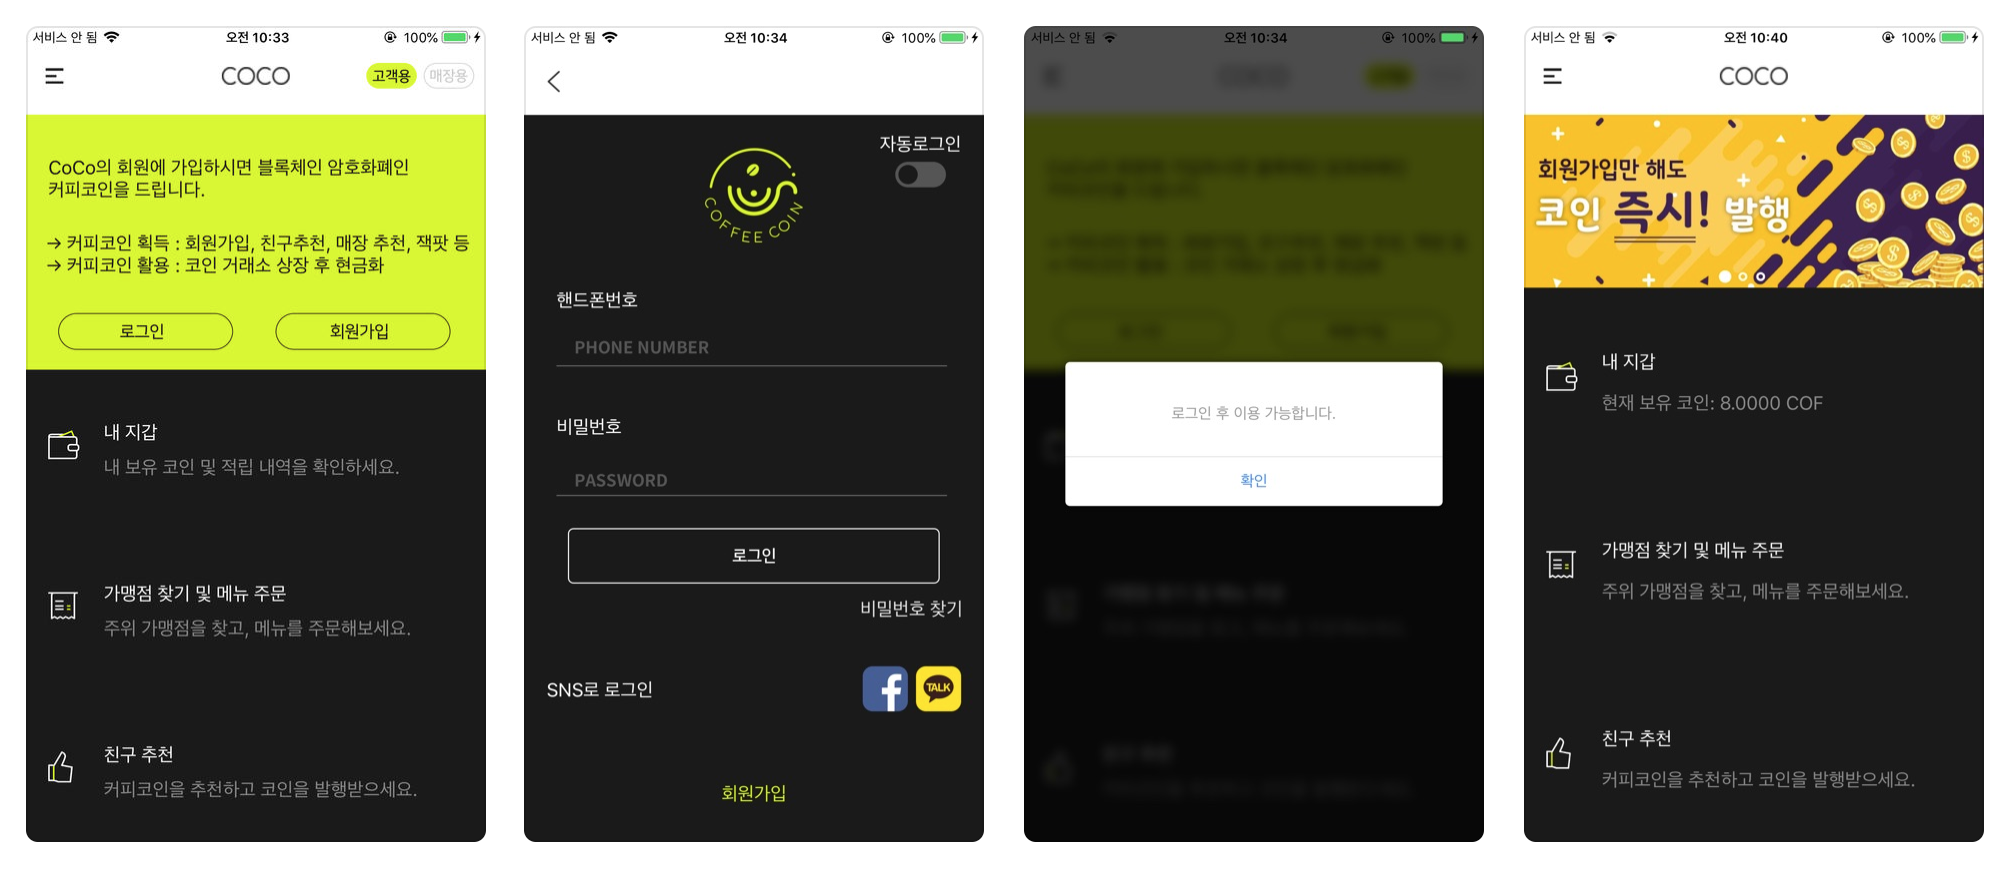 서비스 안 됨
오전 10:33
100%
COCO
고객용
매장용
CoCo의 회원에 가입하시면 블록체인 암호화폐인
커피코인을 드립니다.
→ 커피코인 획득 : 회원가입, 친구추천, 매장 추천, 잭팟 등
→ 커피코인 활용 : 코인 거래소 상장 후 현금화
로그인
회원가입
내 지갑
내 보유 코인 및 적립 내역을 확인하세요.
가맹점 찾기 및 메뉴 주문
주위 가맹점을 찾고, 메뉴를 주문해보세요.
친구 추천
커피코인을 추천하고 코인을 발행받으세요.
서비스 안 됨
오전 10:34
100%
자동로그인
COFFEE COIN
핸드폰번호
PHONE NUMBER
비밀번호
PASSWORD
로그인
비밀번호 찾기
SNS로 로그인
f
TALK
회원가입
서비스 안 됨
오전 10:34
100%
로그인 후 이용 가능합니다.
확인
서비스 안 됨
오전 10:40
100%
COCO
회원가입만 해도
코인 즉시! 발행
내 지갑
현재 보유 코인: 8.0000 COF
가맹점 찾기 및 메뉴 주문
주위 가맹점을 찾고, 메뉴를 주문해보세요.
친구 추천
커피코인을 추천하고 코인을 발행받으세요.